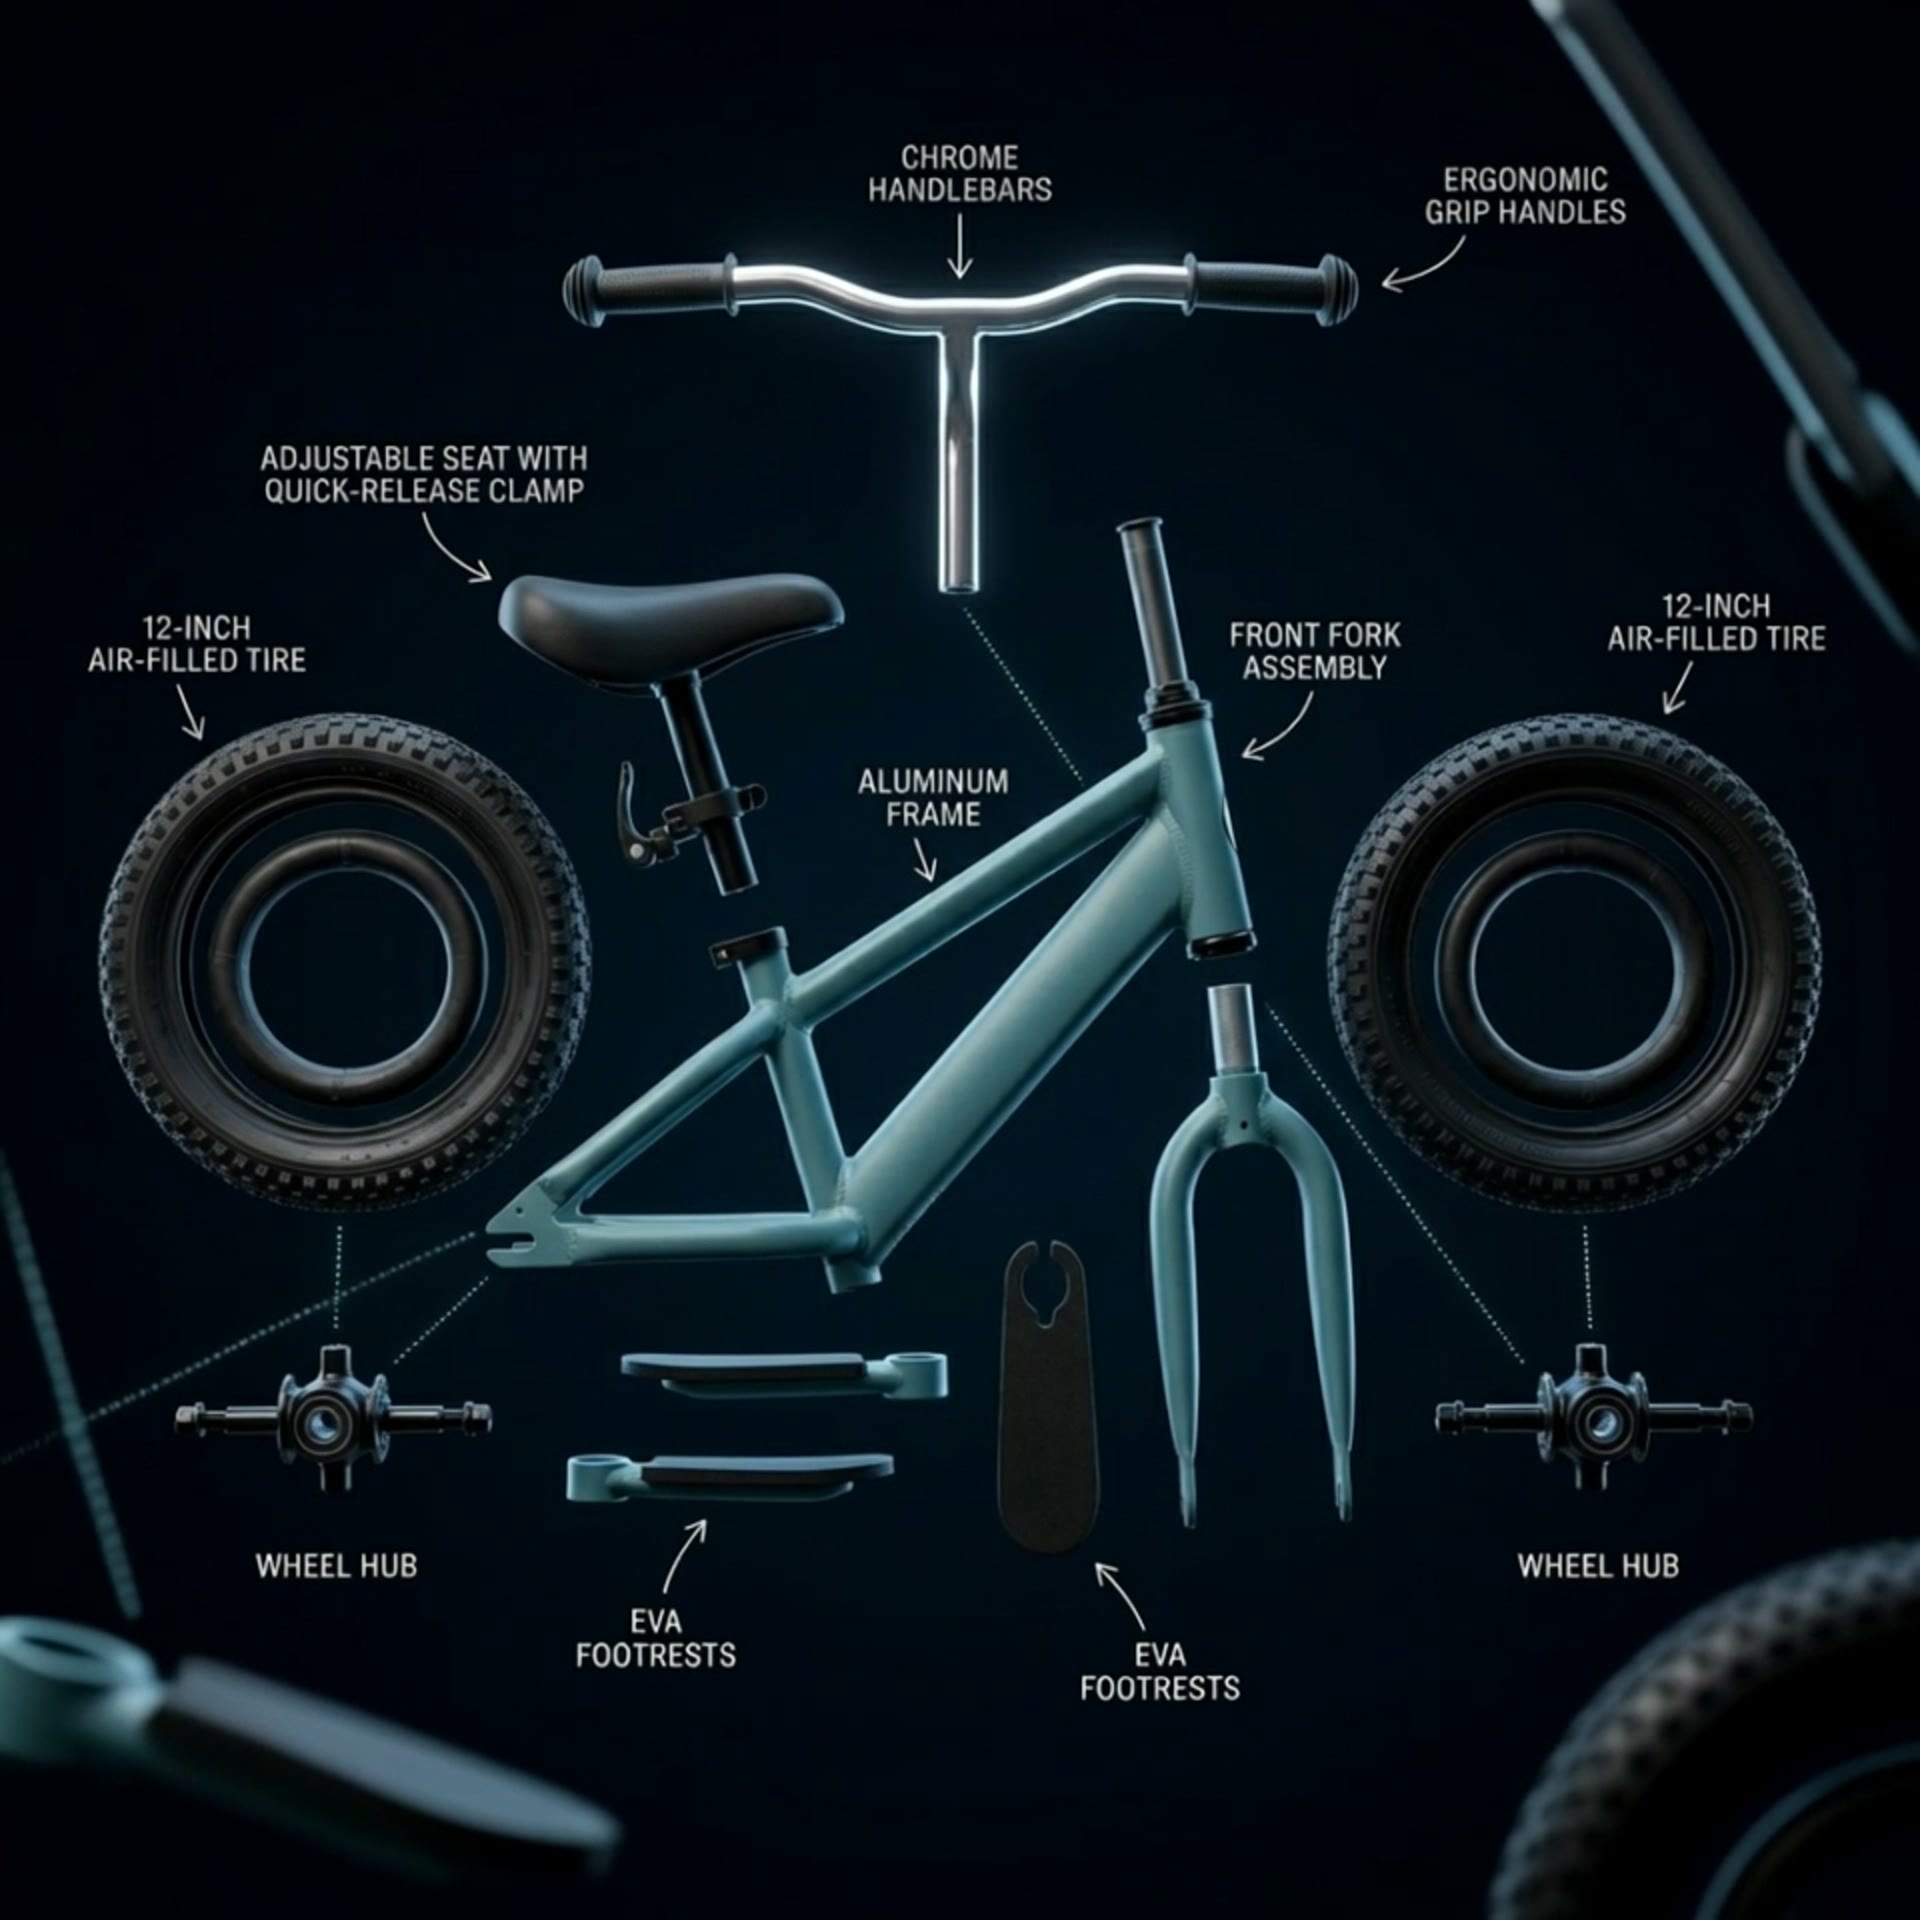 CHROME
HANDLEBARS
ERGONOMIC
GRIP HANDLES
ADJUSTABLE SEAT WITH
QUICK-RELEASE CLAMP
12-INCH
AIR-FILLED TIRE
FRONT FORK
ASSEMBLY
12-INCH
AIR-FILLED TIRE
ALUMINUM
FRAME
WHEEL HUB
WHEEL HUB
EVA
FOOTRESTS
EVA
FOOTRESTS